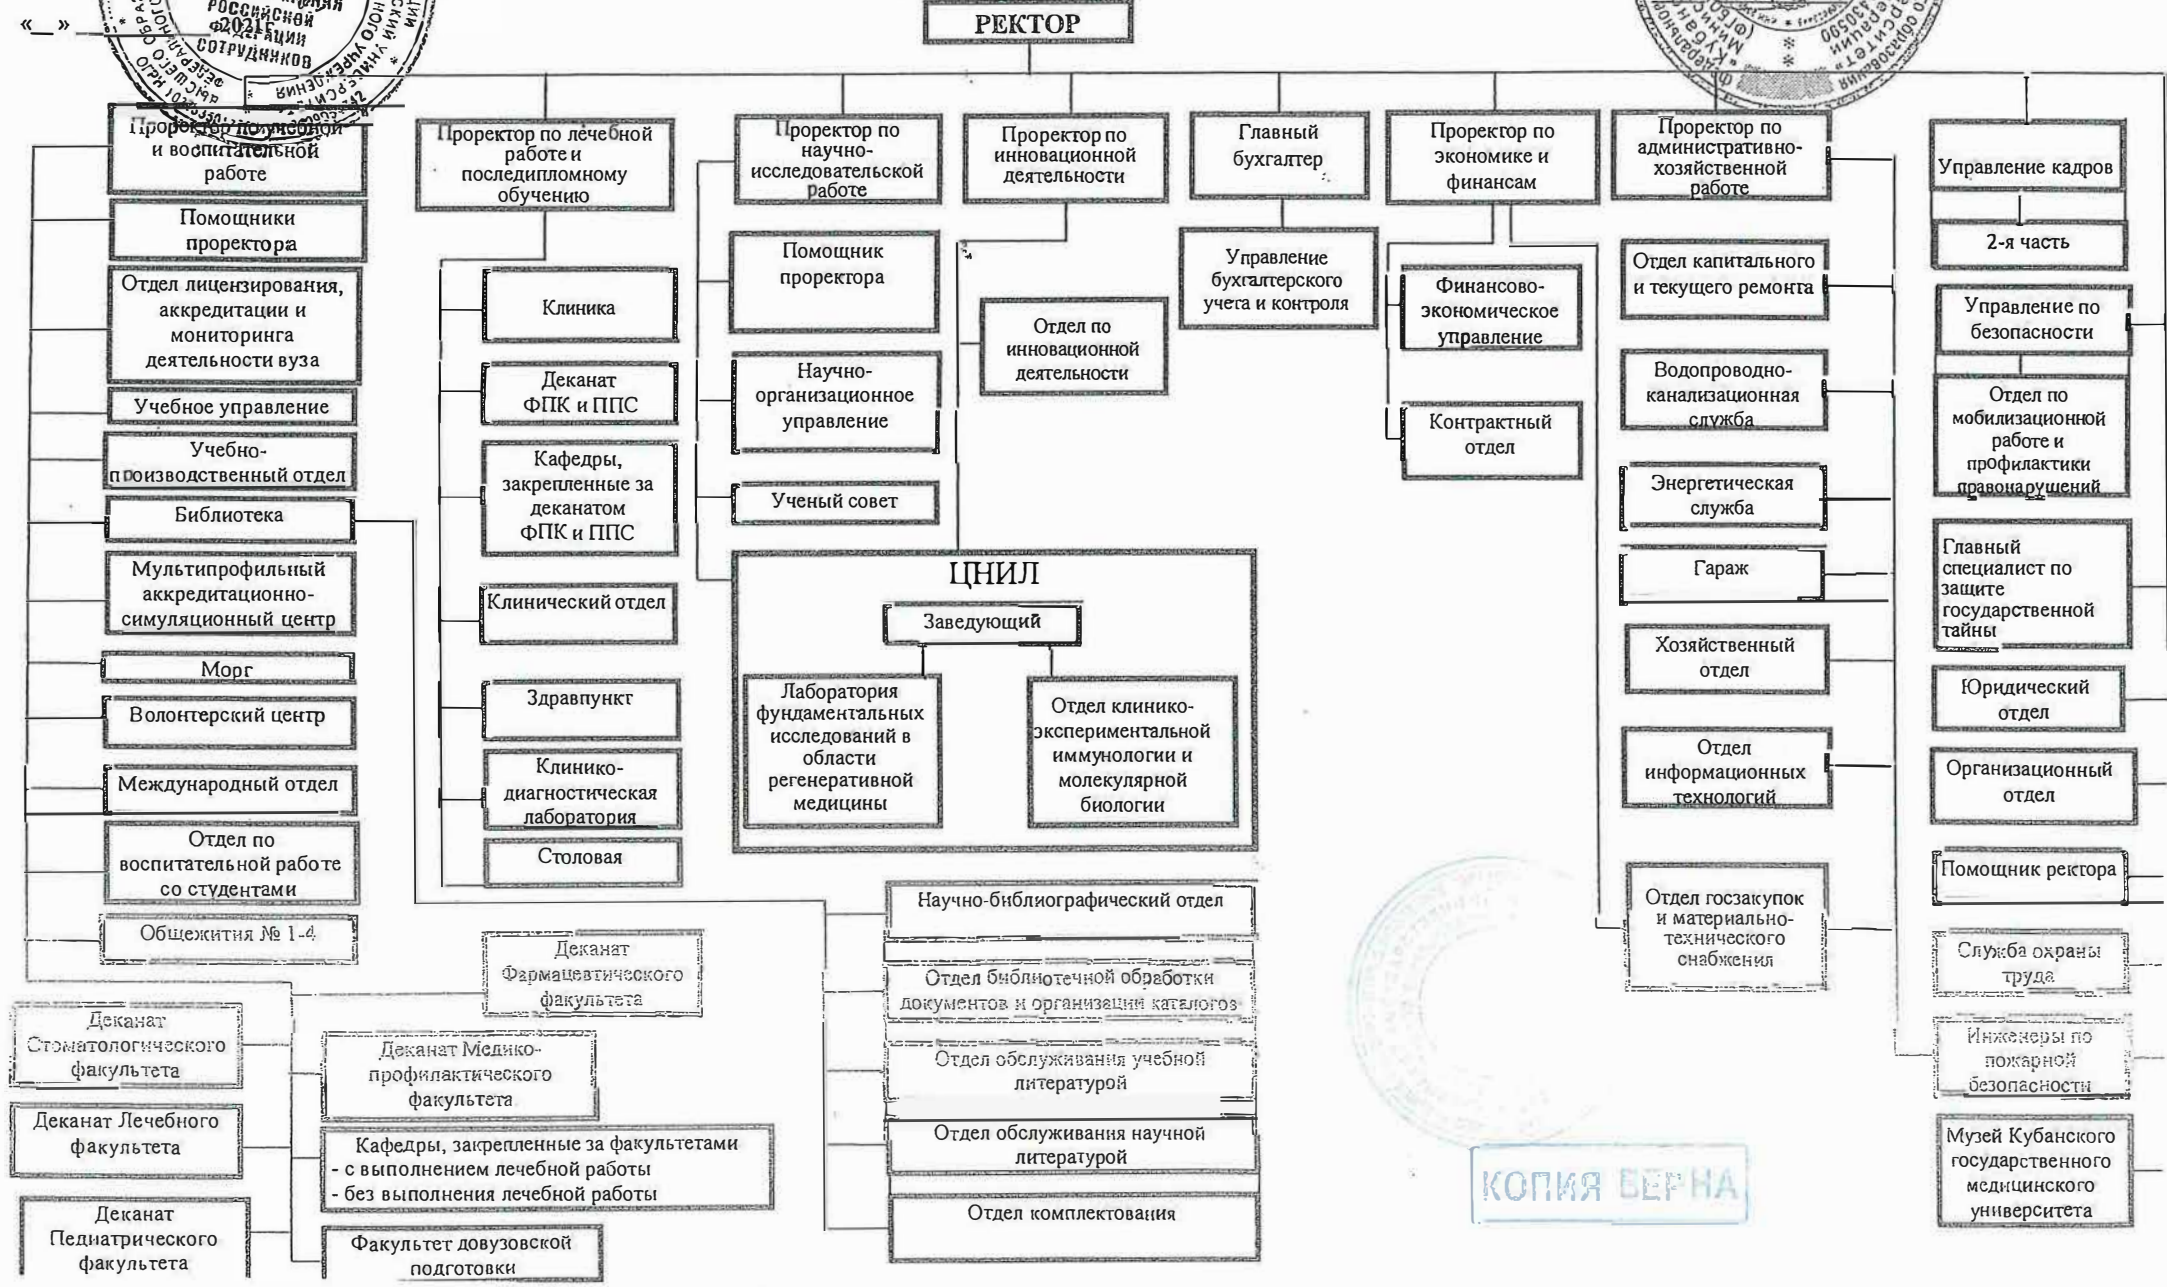 РЕКТОР
«__» 2021г.
РОССИЙСКОЙ
ФЕДЕРАЦИИ
СОТРУДНИКОВ
Проректор по учебной
и воспитательной
работе
Помощники
проректора
Отдел лицензирования,
аккредитации и
мониторинга
деятельности вуза
Учебное управление
Учебно-
производственный отдел
Библиотека
Мультипрофильный
аккредитационно-
симуляционный центр
Морг
Волонтерский центр
Международный отдел
Отдел по
воспитательной работе
со студентами
Общежития № 1-4
Деканат
Стоматологического
факультета
Деканат Лечебного
факультета
Деканат
Педиатрического
факультета
Деканат
Фармацевтического
факультета
Деканат Медико-
профилактического
факультета
Кафедры, закрепленные за факультетами
- с выполнением лечебной работы
- без выполнения лечебной работы
Факультет довузовской
подготовки
Проректор по лечебной
работе и
последипломному
обучению
Клиника
Деканат
ФПК и ППС
Кафедры,
закрепленные за
деканатом
ФПК и ППС
Клинический отдел
Здравпункт
Клинико-
диагностическая
лаборатория
Столовая
Проректор по
научно-
исследовательской
работе
Помощник
проректора
Научно-
организационное
управление
Ученый совет
ЦНИЛ
Заведующий
Лаборатория
фундаментальных
исследований в
области
регенеративной
медицины
Отдел клинико-
экспериментальной
иммунологии и
молекулярной
биологии
Научно-библиографический отдел
Отдел библиотечной обработки
документов и организации каталогов
Отдел обслуживания учебной
литературой
Отдел обслуживания научной
литературой
Отдел комплектования
Проректор по
инновационной
деятельности
Отдел по
инновационной
деятельности
Главный
бухгалтер
Управление
бухгалтерского
учета и контроля
Проректор по
экономике и
финансам
Финансово-
экономическое
управление
Контрактный
отдел
Проректор по
административно-
хозяйственной
работе
Отдел капитального
и текущего ремонта
Водопроводно-
канализационная
служба
Энергетическая
служба
Гараж
Хозяйственный
отдел
Отдел
информационных
технологий
Отдел госзакупок
и материально-
технического
снабжения
Управление кадров
2-я часть
Управление по
безопасности
Отдел по
мобилизационной
работе и
профилактики
правонарушений
Главный
специалист по
защите
государственной
тайны
Юридический
отдел
Организационный
отдел
Помощник ректора
Служба охраны
труда
Инженеры по
пожарной
безопасности
Музей Кубанского
государственного
медицинского
университета
КОПИЯ ВЕРНА